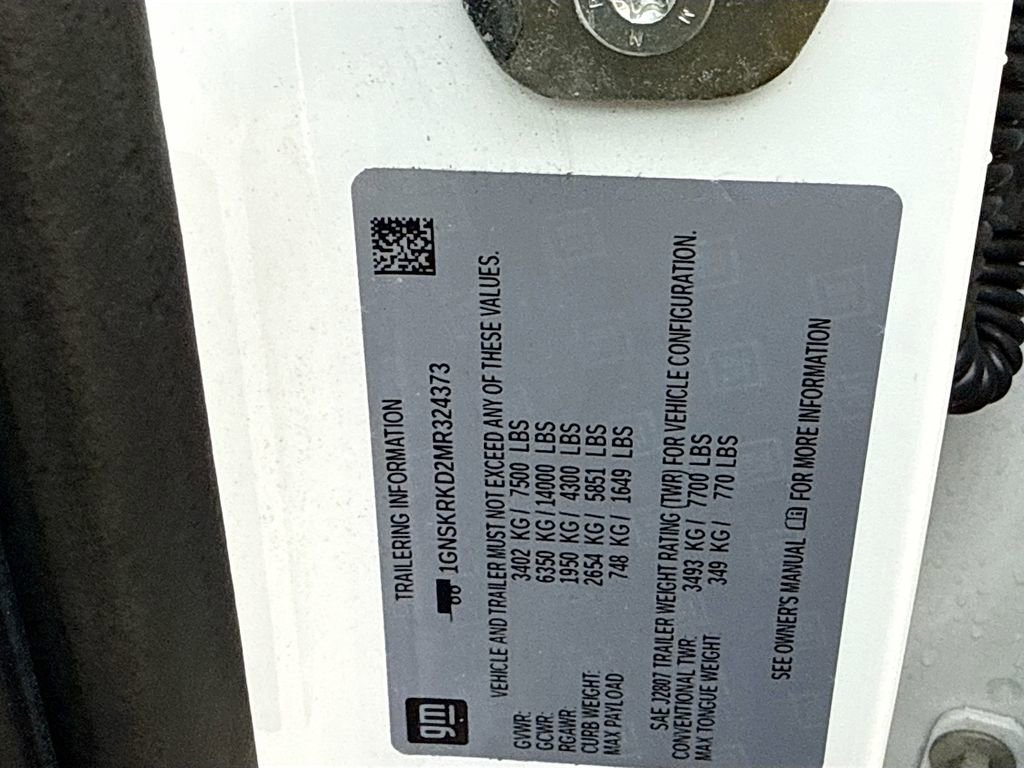 TRAILERING INFORMATION
gm 1GNSKRKD2MR324373
VEHICLE AND TRAILER MUST NOT EXCEED ANY OF THESE VALUES.
GVWR: 3402 KG / 7500 LBS
GCWR: 6350 KG / 14000 LBS
RGAWR: 1950 KG / 4300 LBS
CURB WEIGHT: 2654 KG / 5851 LBS
MAX PAYLOAD 748 KG / 1649 LBS
SAE J2807 TRAILER WEIGHT RATING (TWR) FOR VEHICLE CONFIGURATION.
CONVENTIONAL TWR: 3493 KG / 7700 LBS
MAX TONGUE WEIGHT 349 KG / 770 LBS
SEE OWNER'S MANUAL FOR MORE INFORMATION